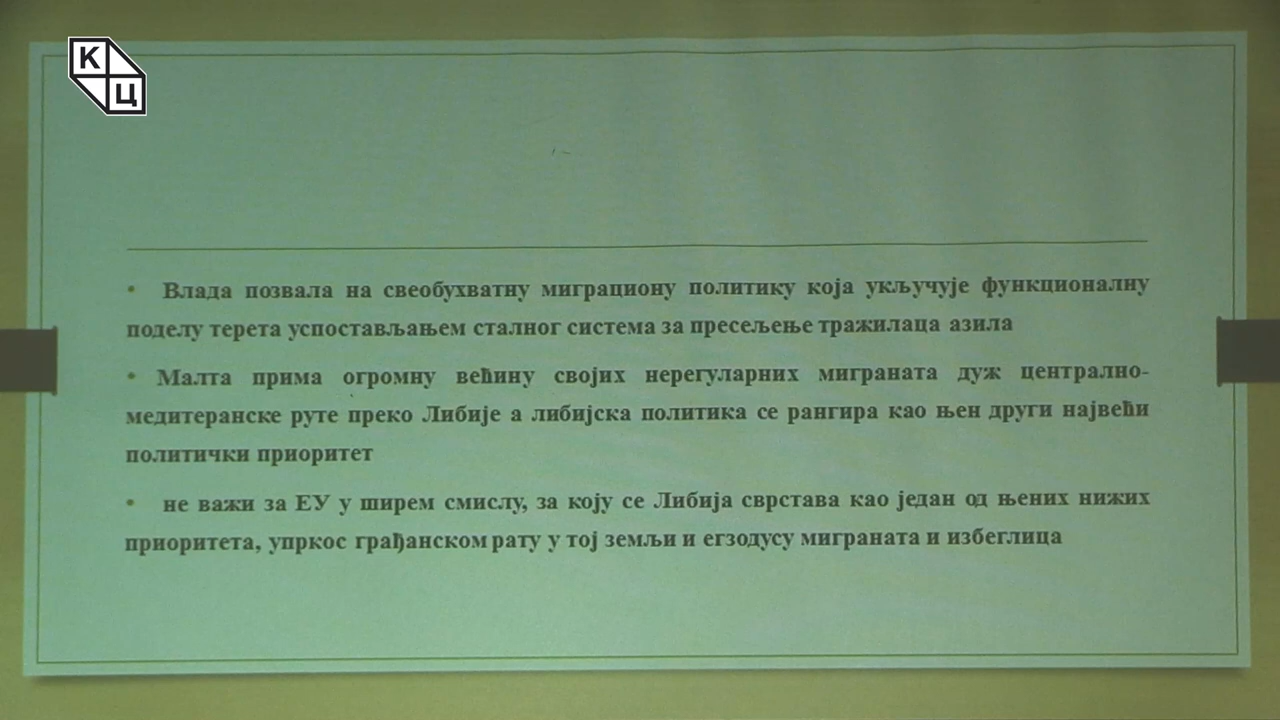 К
Ц
• Влада позвала на свеобухватну миграциону политику која укључује функционалну
поделу терета успостављањем сталног система за пресељење тражилаца азила
• Малта прима огромну већину својих нерегуларних миграната дуж централно-
медитеранске руте преко Либије а либијска политика се рангира као њен други највећи
политички приоритет
• не важи за ЕУ у ширем смислу, за коју се Либија сврстава као један од њених нижих
приоритета, упркос грађанском рату у тој земљи и егзодусу миграната и избеглица